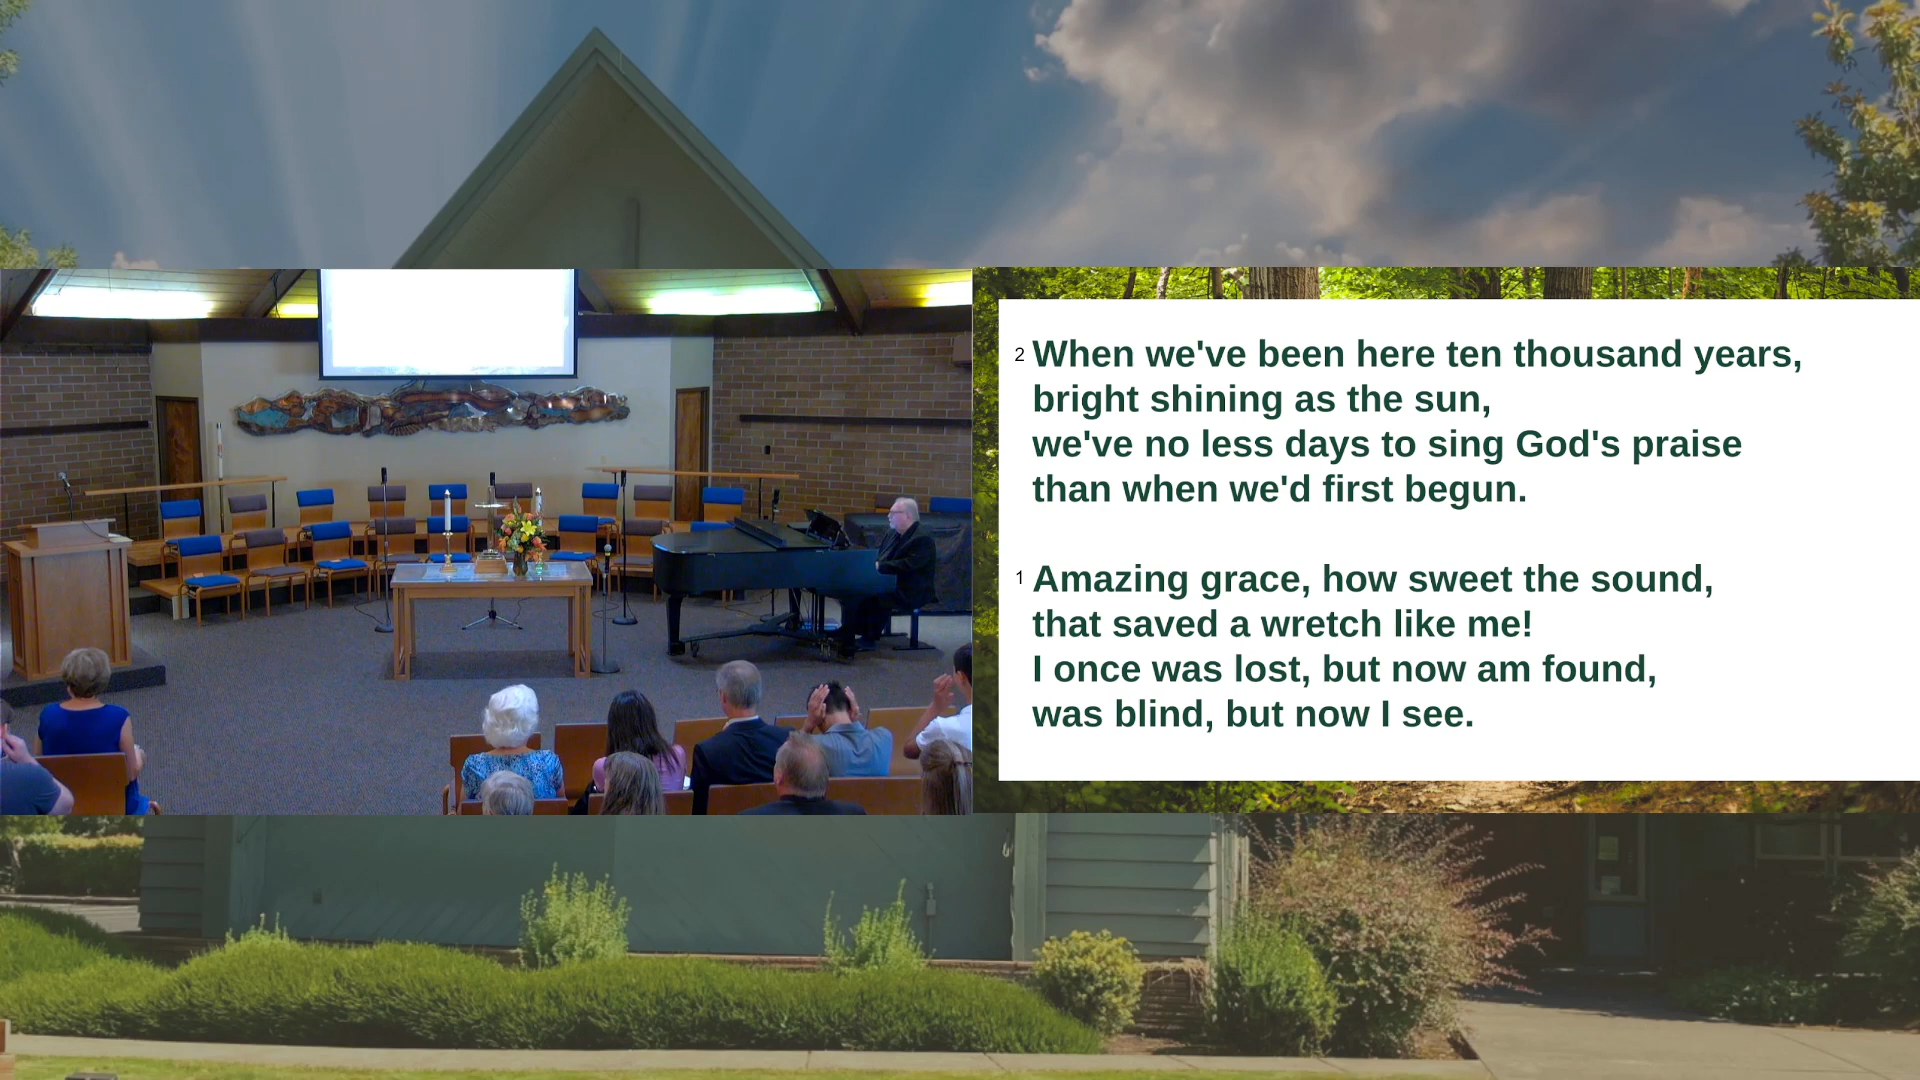 2 When we've been here ten thousand years,
bright shining as the sun,
we've no less days to sing God's praise
than when we'd first begun.
1 Amazing grace, how sweet the sound,
that saved a wretch like me!
I once was lost, but now am found,
was blind, but now I see.